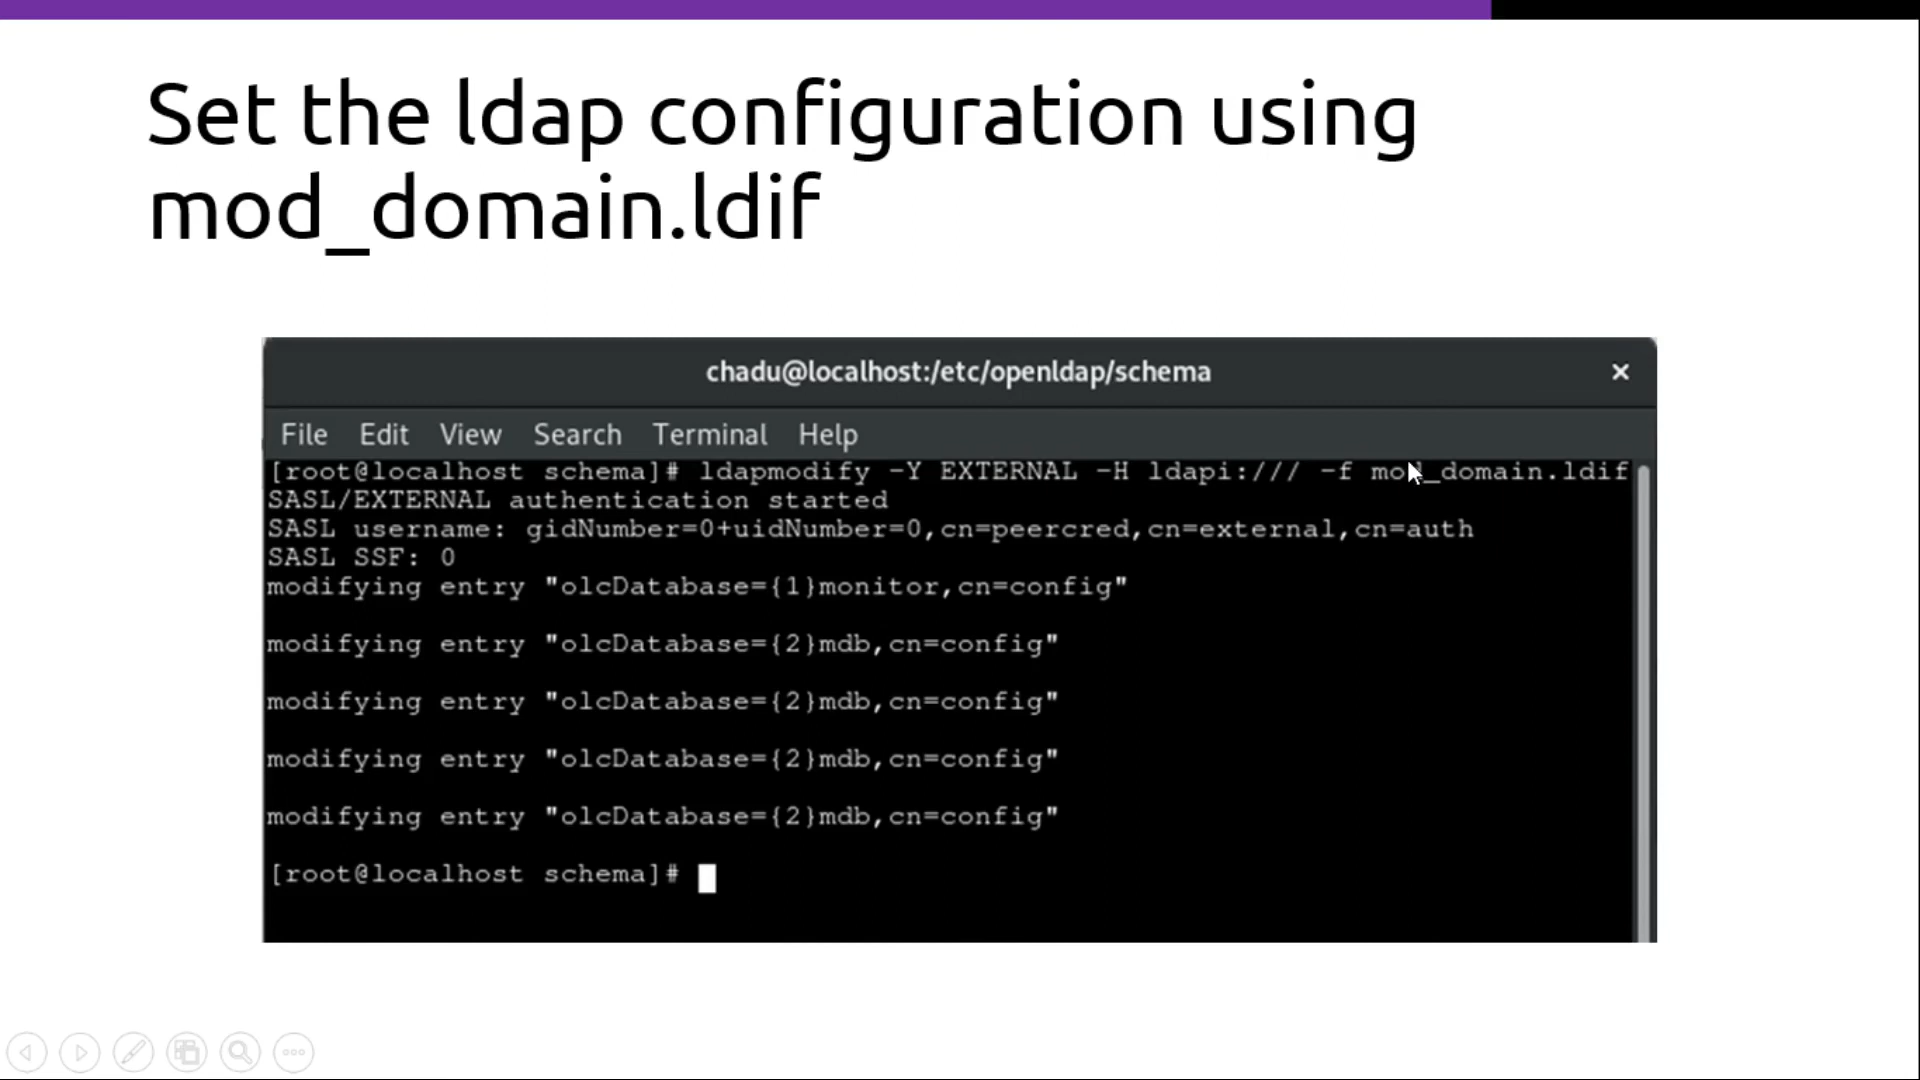 Set the ldap configuration using
mod_domain.ldif
chadu@localhost:/etc/openldap/schema
File Edit View Search Terminal Help
[root@localhost schema]# ldapmodify -Y EXTERNAL -H ldapi:/// -f mod_domain.ldif
SASL/EXTERNAL authentication started
SASL username: gidNumber=0+uidNumber=0,cn=peercred,cn=external,cn=auth
SASL SSF: 0
modifying entry "olcDatabase={1}monitor,cn=config"
modifying entry "olcDatabase={2}mdb,cn=config"
modifying entry "olcDatabase={2}mdb,cn=config"
modifying entry "olcDatabase={2}mdb,cn=config"
modifying entry "olcDatabase={2}mdb,cn=config"
[root@localhost schema]#